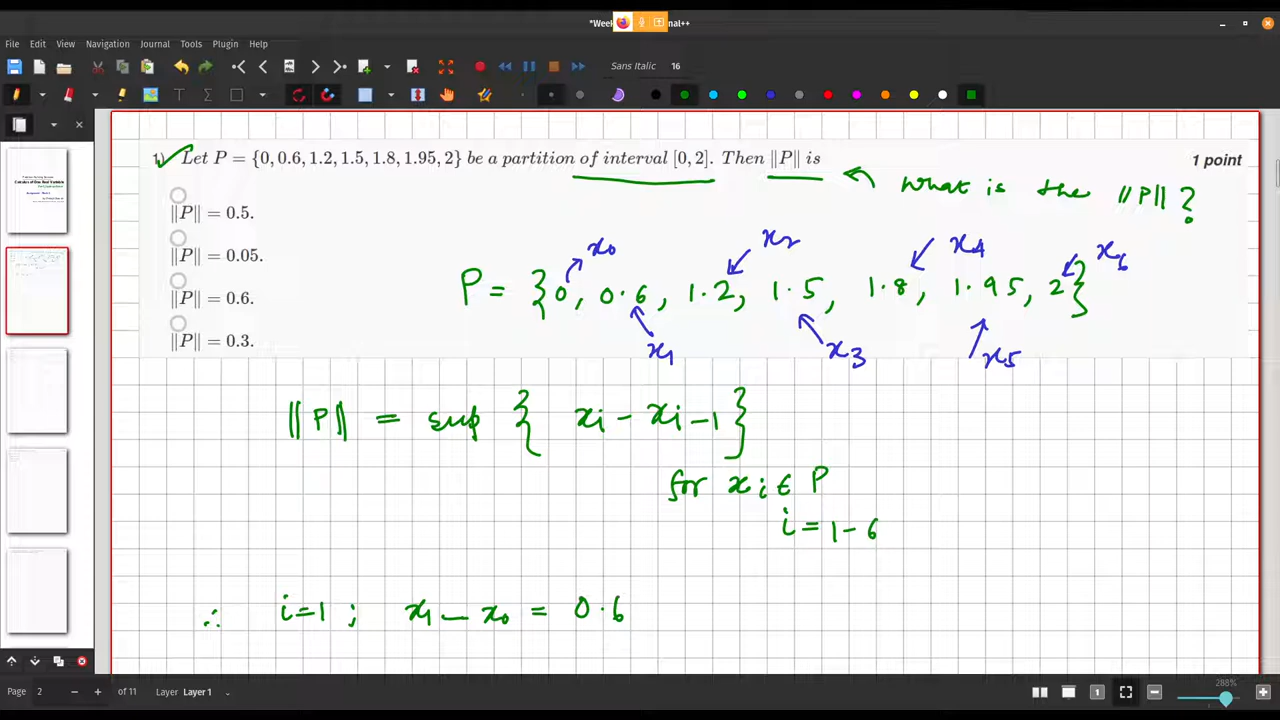 *Week nal++
File Edit View Navigation Journal Tools Plugin Help
Sans Italic 16
1) Let P = {0, 0.6, 1.2, 1.5, 1.8, 1.95, 2} be a partition of interval [0, 2]. Then ||P|| is
1 point
what is the ||P|| ?
||P|| = 0.5.
||P|| = 0.05.
||P|| = 0.6.
||P|| = 0.3.
x0 x2 x4 x6
P = {0, 0.6, 1.2, 1.5, 1.8, 1.95, 2}
x1 x3 x5
||P|| = sup { xi - xi-1 }
for xi ∈ P
i = 1 - 6
∴ i=1 ; x1 - x0 = 0.6
Page 2 of 11 Layer Layer 1
288%